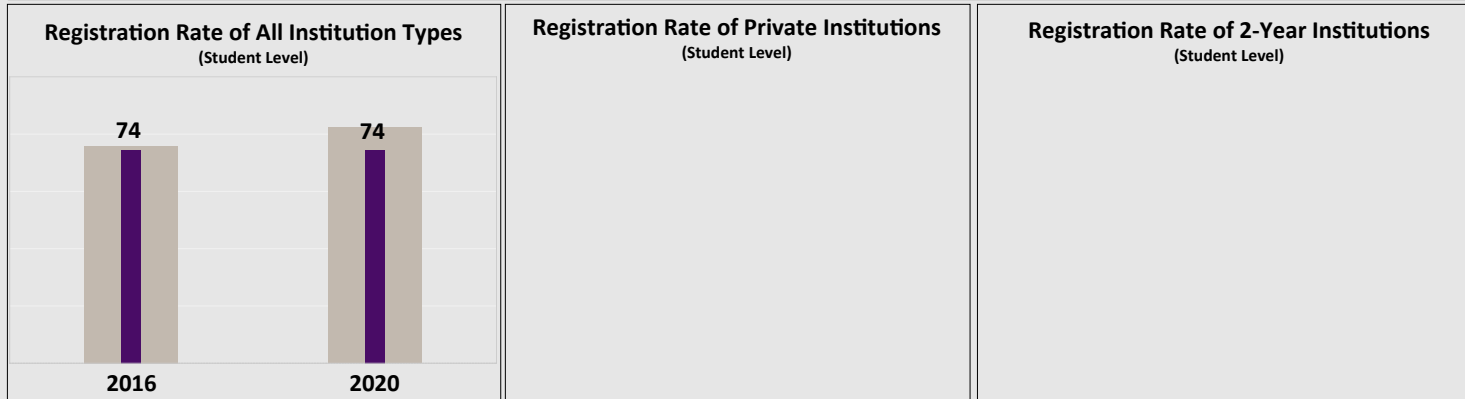 Registration Rate of All Institution Types
(Student Level)
74
74
2016
2020
Registration Rate of Private Institutions
(Student Level)
Registration Rate of 2-Year Institutions
(Student Level)